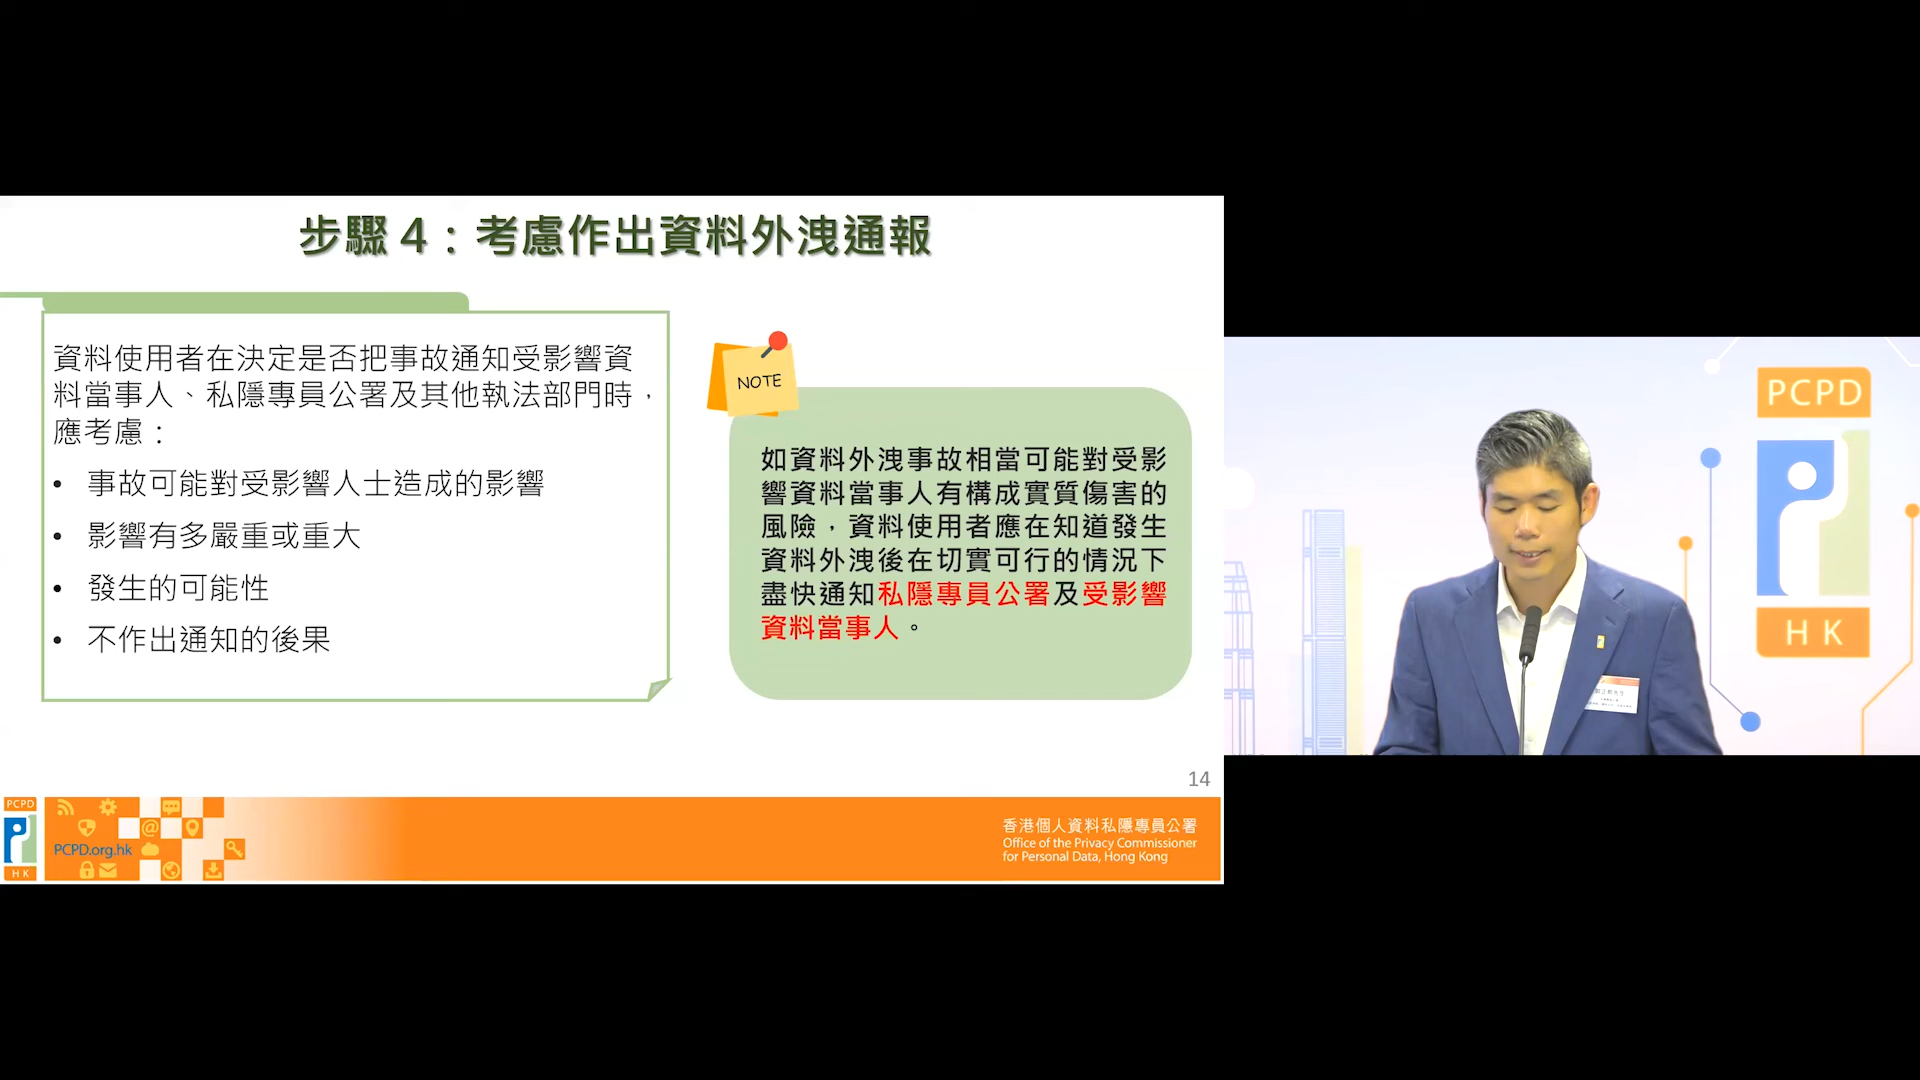 步驟 4：考慮作出資料外洩通報
資料使用者在決定是否把事故通知受影響資
料當事人、私隱專員公署及其他執法部門時，
應考慮：
• 事故可能對受影響人士造成的影響
• 影響有多嚴重或重大
• 發生的可能性
• 不作出通知的後果
NOTE
如資料外洩事故相當可能對受影
響資料當事人有構成實質傷害的
風險，資料使用者應在知道發生
資料外洩後在切實可行的情況下
盡快通知私隱專員公署及受影響
資料當事人。
14
PCPD
HK
PCPD.org.hk
香港個人資料私隱專員公署
Office of the Privacy Commissioner
for Personal Data, Hong Kong
PCPD
HK